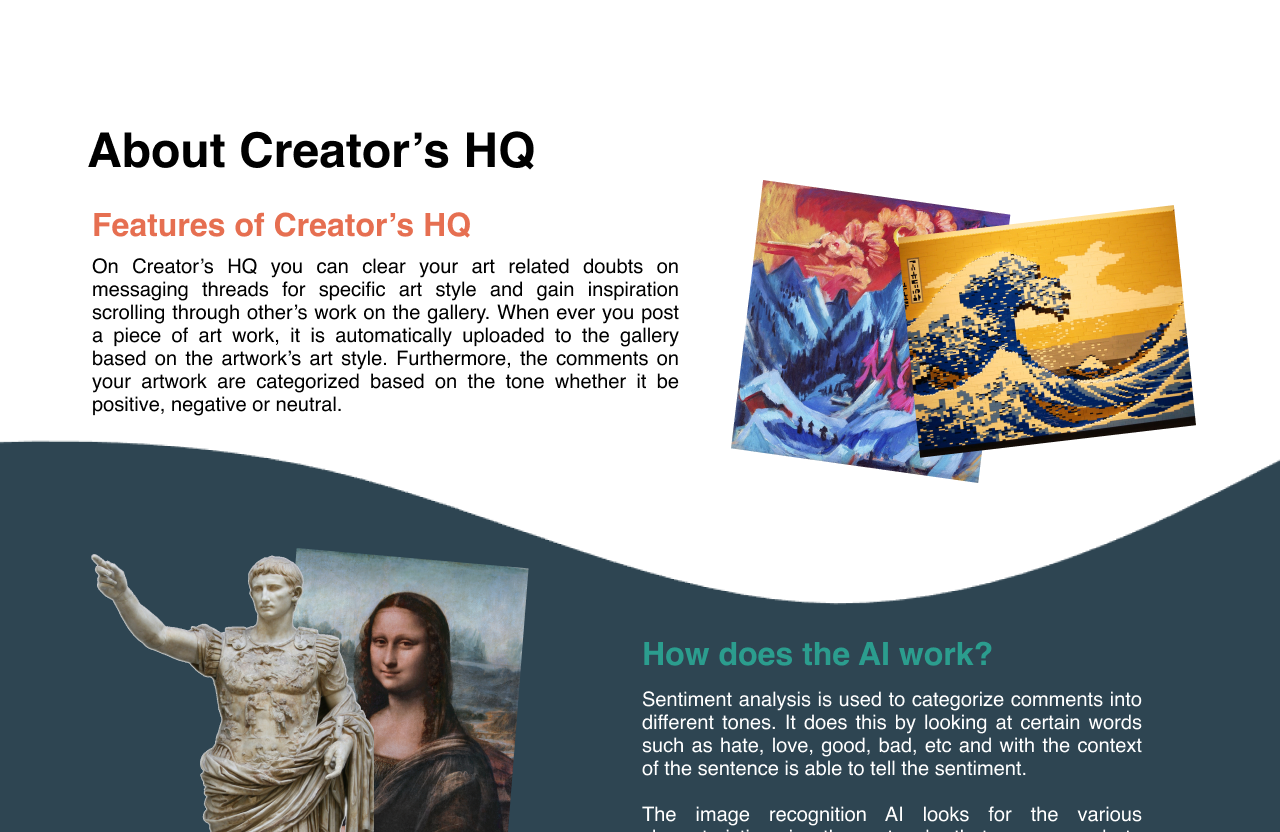 About Creator’s HQ
Features of Creator’s HQ
On Creator’s HQ you can clear your art related doubts on
messaging threads for specific art style and gain inspiration
scrolling through other’s work on the gallery. When ever you post
a piece of art work, it is automatically uploaded to the gallery
based on the artwork’s art style. Furthermore, the comments on
your artwork are categorized based on the tone whether it be
positive, negative or neutral.
How does the AI work?
Sentiment analysis is used to categorize comments into
different tones. It does this by looking at certain words
such as hate, love, good, bad, etc and with the context
of the sentence is able to tell the sentiment.
The image recognition AI looks for the various